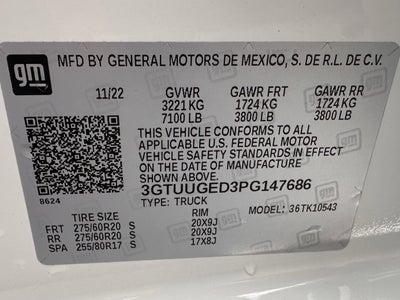 gm
MFD BY GENERAL MOTORS DE MEXICO, S. DE R.L. DE C.V.
11/22 GVWR GAWR FRT GAWR RR
3221 KG 1724 KG 1724 KG
7100 LB 3800 LB 3800 LB
THIS VEHICLE CONFORMS TO ALL
APPLICABLE U.S. FEDERAL MOTOR
VEHICLE SAFETY STANDARDS IN EFFECT
ON THE DATE OF MANUFACTURE
SHOWN ABOVE.
8624 3GTUUGED3PG147686
TYPE: TRUCK MODEL: 36TK10543
TIRE SIZE RIM
FRT 275/60R20 S 20X9J
RR 275/60R20 S 20X9J
SPA 255/80R17 S 17X8J